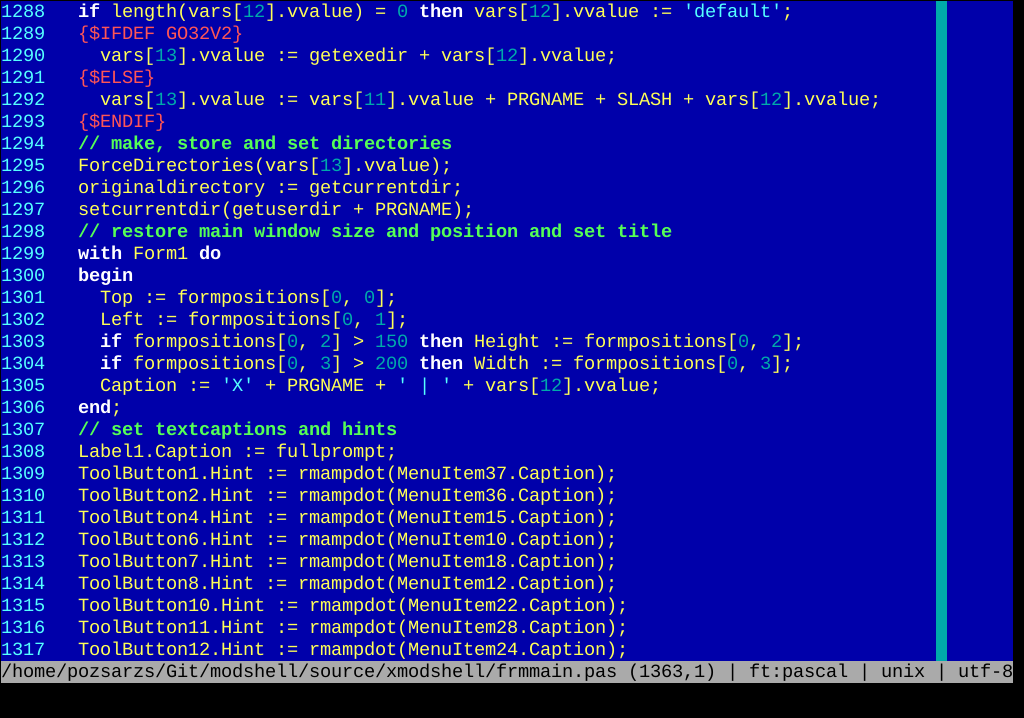 1288   if length(vars[12].vvalue) = 0 then vars[12].vvalue := 'default';
1289   {$IFDEF GO32V2}
1290     vars[13].vvalue := getexedir + vars[12].vvalue;
1291   {$ELSE}
1292     vars[13].vvalue := vars[11].vvalue + PRGNAME + SLASH + vars[12].vvalue;
1293   {$ENDIF}
1294   // make, store and set directories
1295   ForceDirectories(vars[13].vvalue);
1296   originaldirectory := getcurrentdir;
1297   setcurrentdir(getuserdir + PRGNAME);
1298   // restore main window size and position and set title
1299   with Form1 do
1300   begin
1301     Top := formpositions[0, 0];
1302     Left := formpositions[0, 1];
1303     if formpositions[0, 2] > 150 then Height := formpositions[0, 2];
1304     if formpositions[0, 3] > 200 then Width := formpositions[0, 3];
1305     Caption := 'X' + PRGNAME + ' | ' + vars[12].vvalue;
1306   end;
1307   // set textcaptions and hints
1308   Label1.Caption := fullprompt;
1309   ToolButton1.Hint := rmampdot(MenuItem37.Caption);
1310   ToolButton2.Hint := rmampdot(MenuItem36.Caption);
1311   ToolButton4.Hint := rmampdot(MenuItem15.Caption);
1312   ToolButton6.Hint := rmampdot(MenuItem10.Caption);
1313   ToolButton7.Hint := rmampdot(MenuItem18.Caption);
1314   ToolButton8.Hint := rmampdot(MenuItem12.Caption);
1315   ToolButton10.Hint := rmampdot(MenuItem22.Caption);
1316   ToolButton11.Hint := rmampdot(MenuItem28.Caption);
1317   ToolButton12.Hint := rmampdot(MenuItem24.Caption);
/home/pozsarzs/Git/modshell/source/xmodshell/frmmain.pas (1363,1) | ft:pascal | unix | utf-8